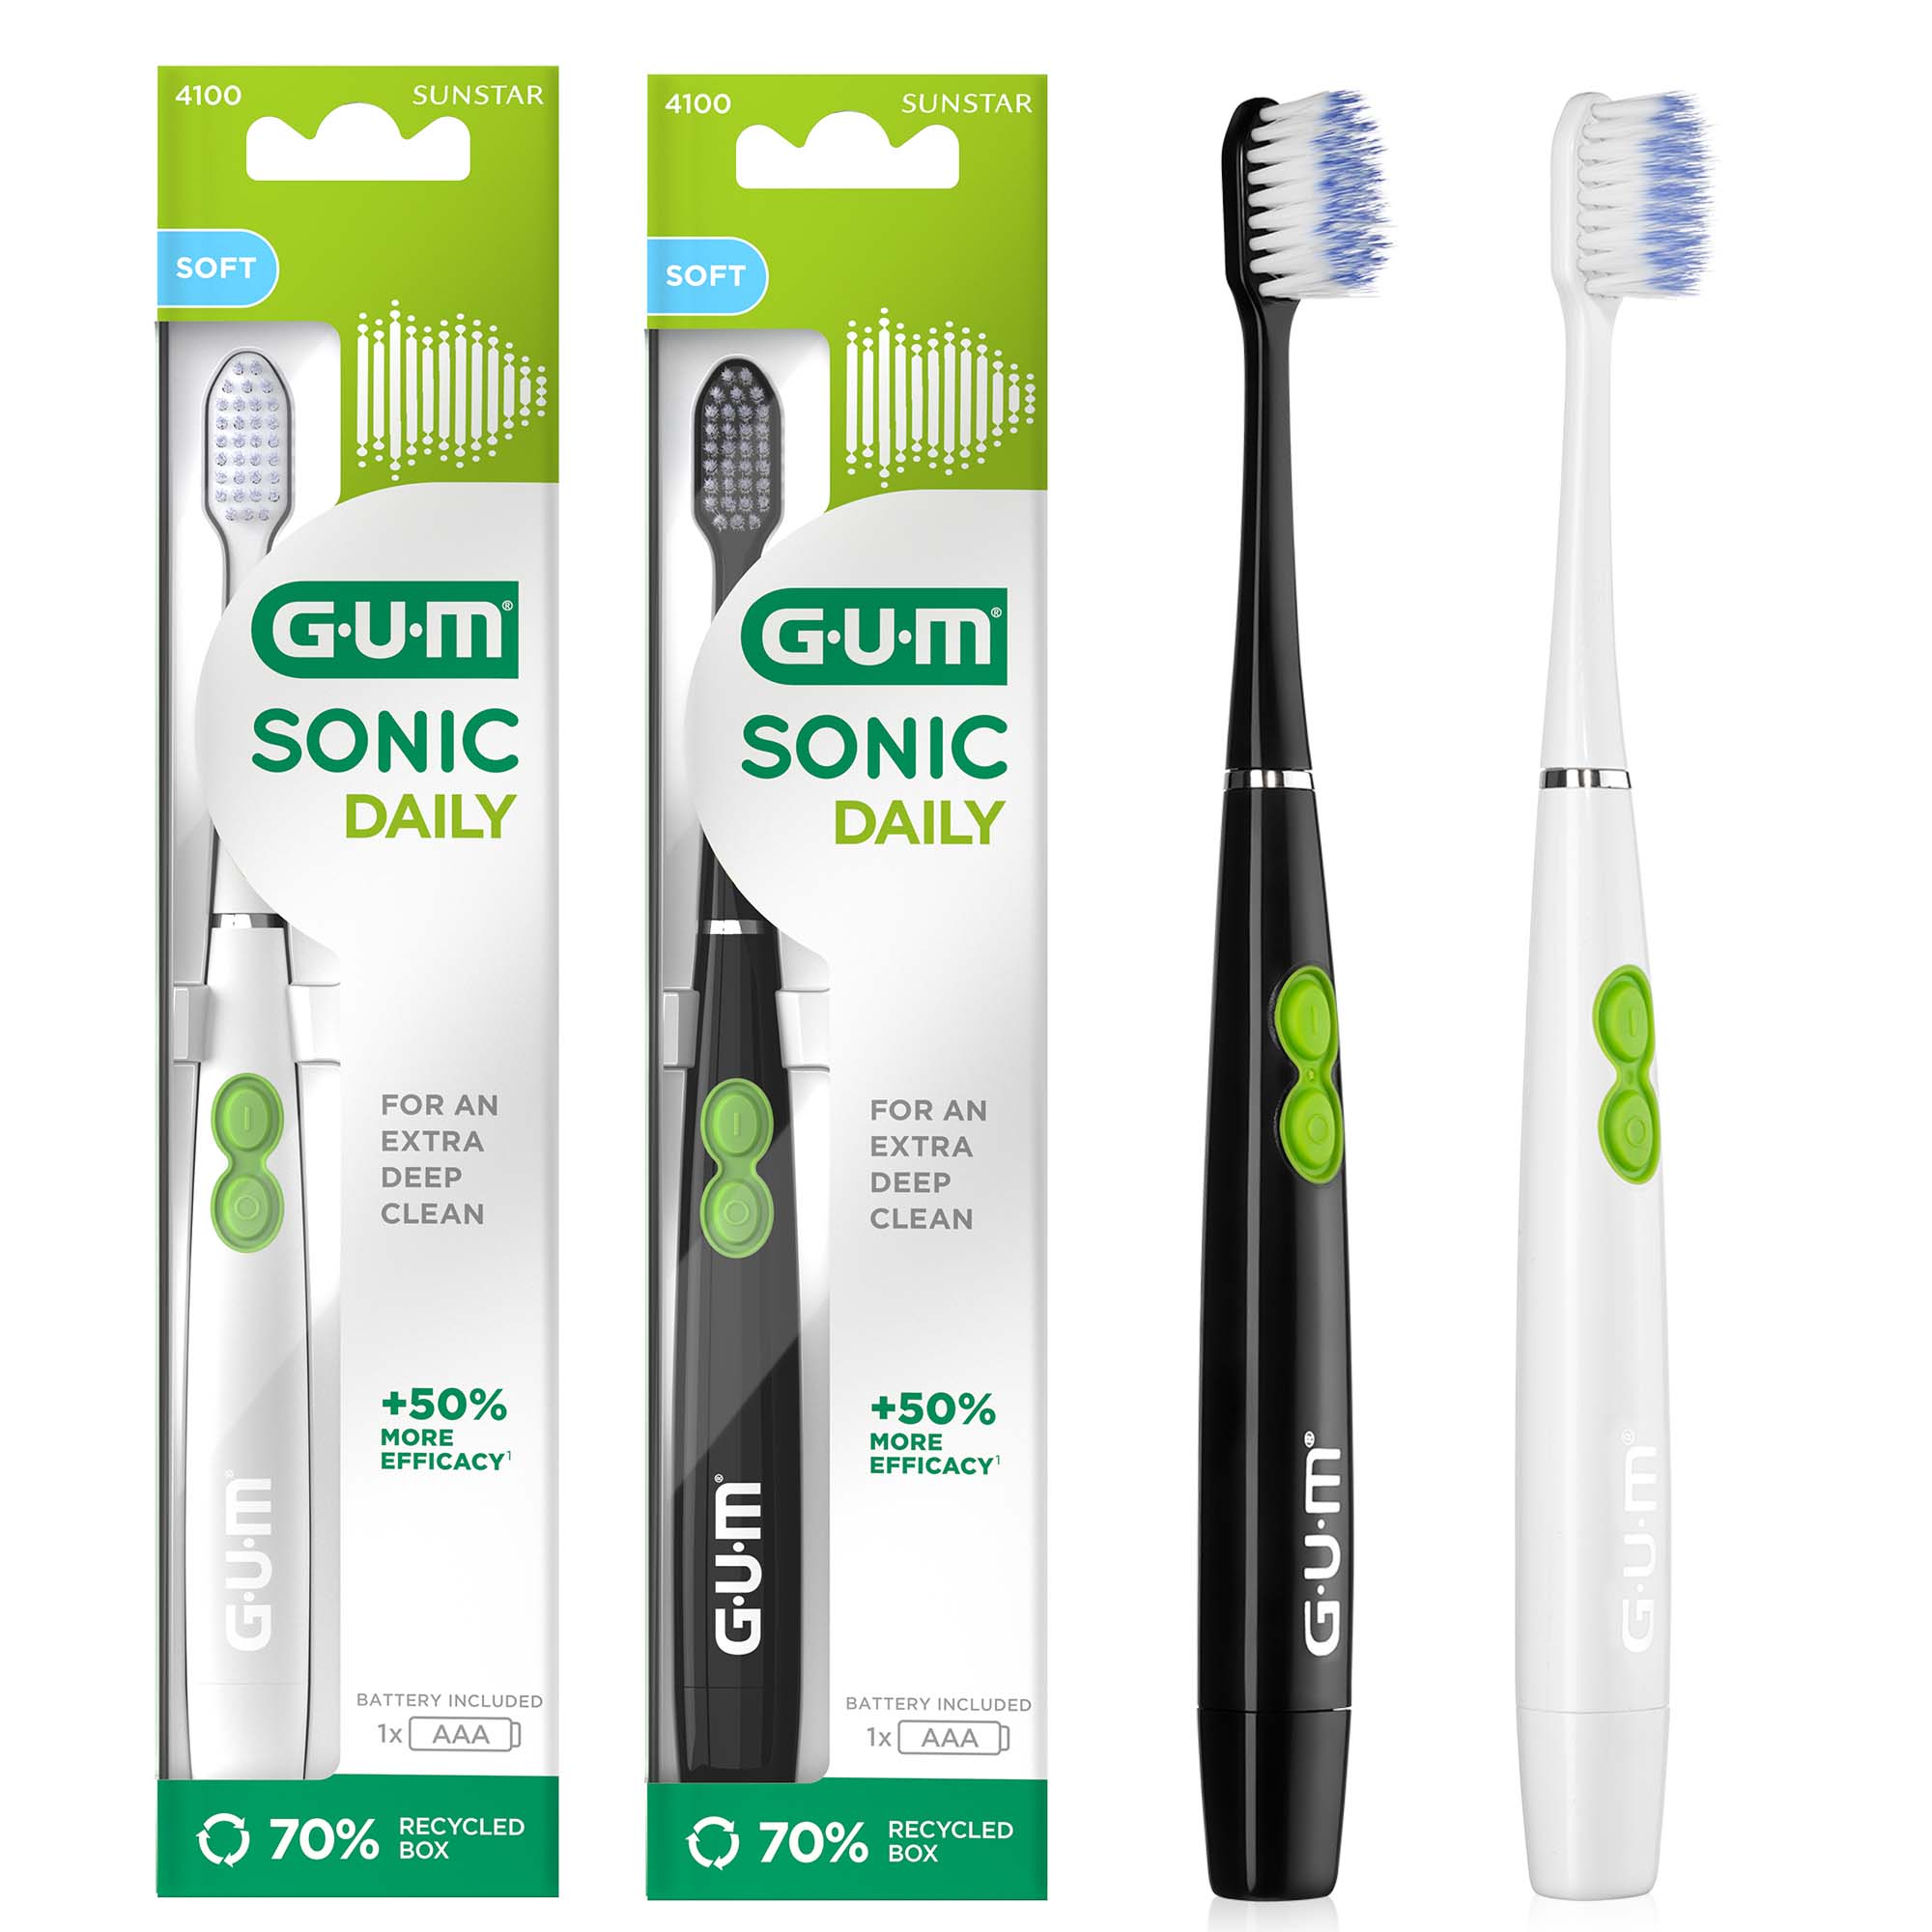 4100 SUNSTAR
SOFT
G·U·M®
SONIC
DAILY
FOR AN
EXTRA
DEEP
CLEAN
+50%
MORE
EFFICACY¹
G·U·M®
BATTERY INCLUDED
1x AAA
70% RECYCLED
BOX
4100 SUNSTAR
SOFT
G·U·M®
SONIC
DAILY
FOR AN
EXTRA
DEEP
CLEAN
+50%
MORE
EFFICACY¹
G·U·M®
BATTERY INCLUDED
1x AAA
70% RECYCLED
BOX
G·U·M®
G·U·M®